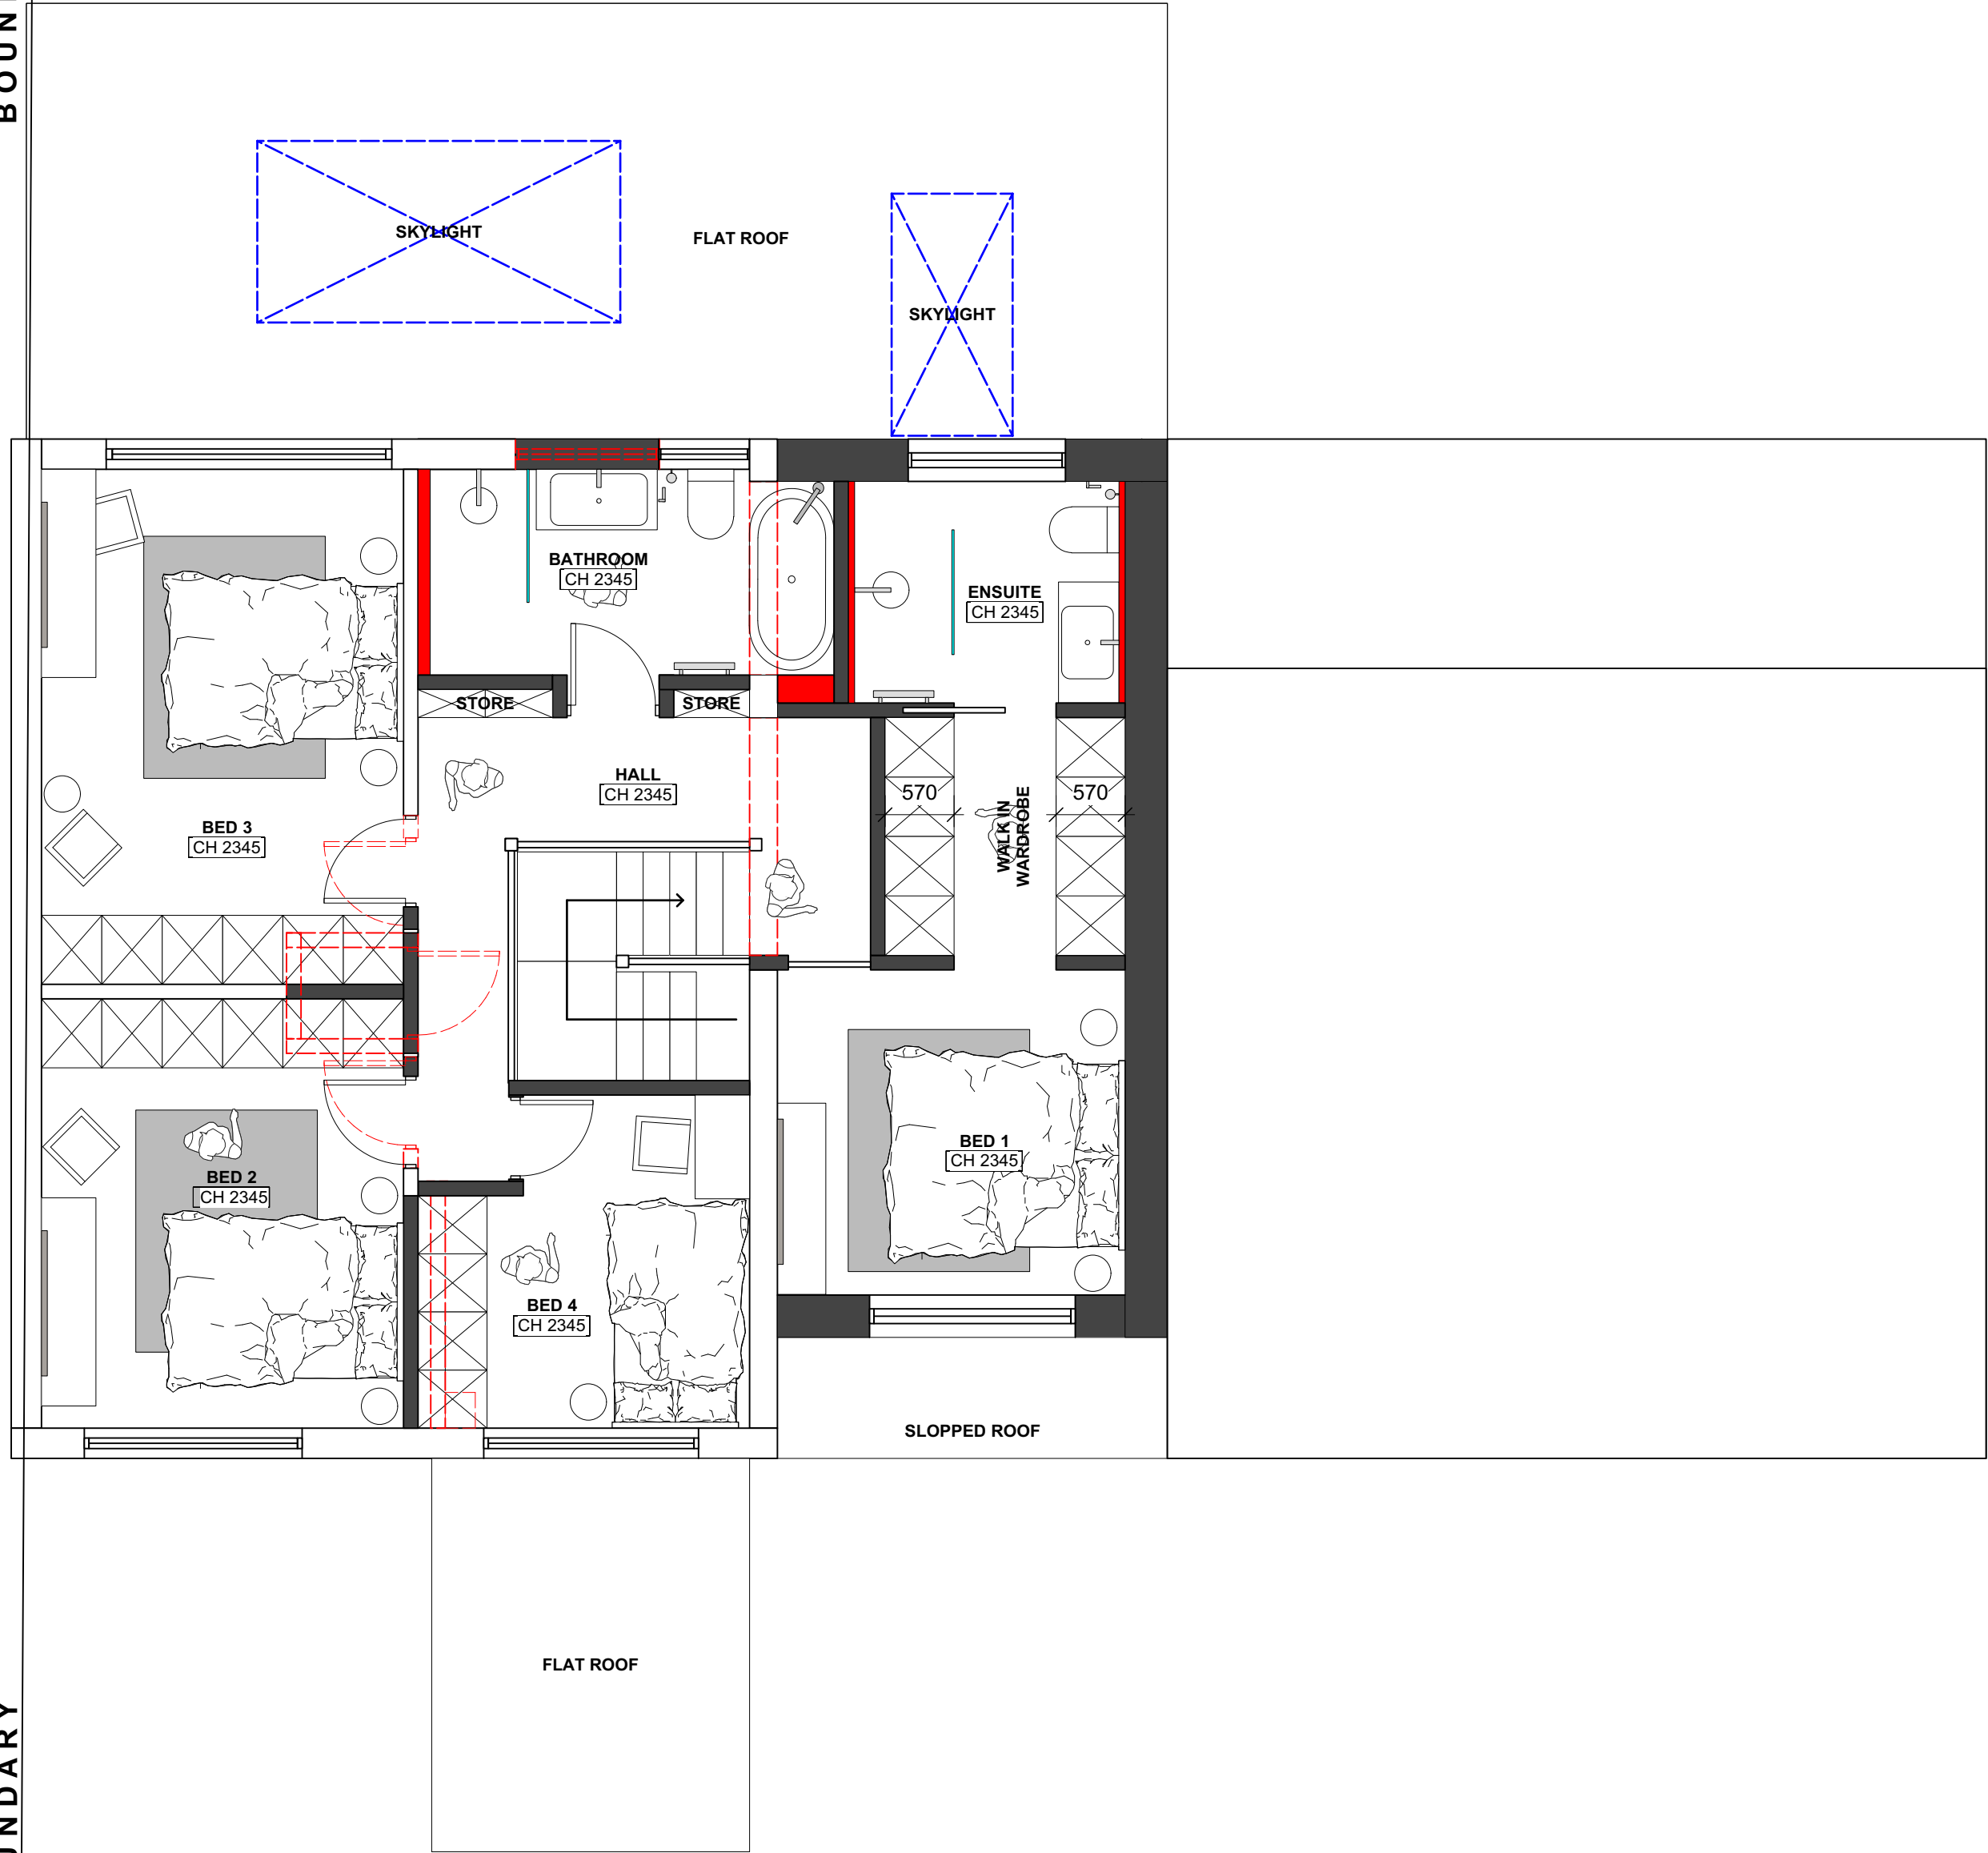 BOUN
SKYLIGHT
FLAT ROOF
SKYLIGHT
BATHROOM
CH 2345
ENSUITE
CH 2345
STORE
STORE
HALL
CH 2345
570
570
WALK IN
WARDROBE
BED 3
CH 2345
BED 1
CH 2345
BED 2
CH 2345
BED 4
CH 2345
SLOPPED ROOF
FLAT ROOF
UNDARY